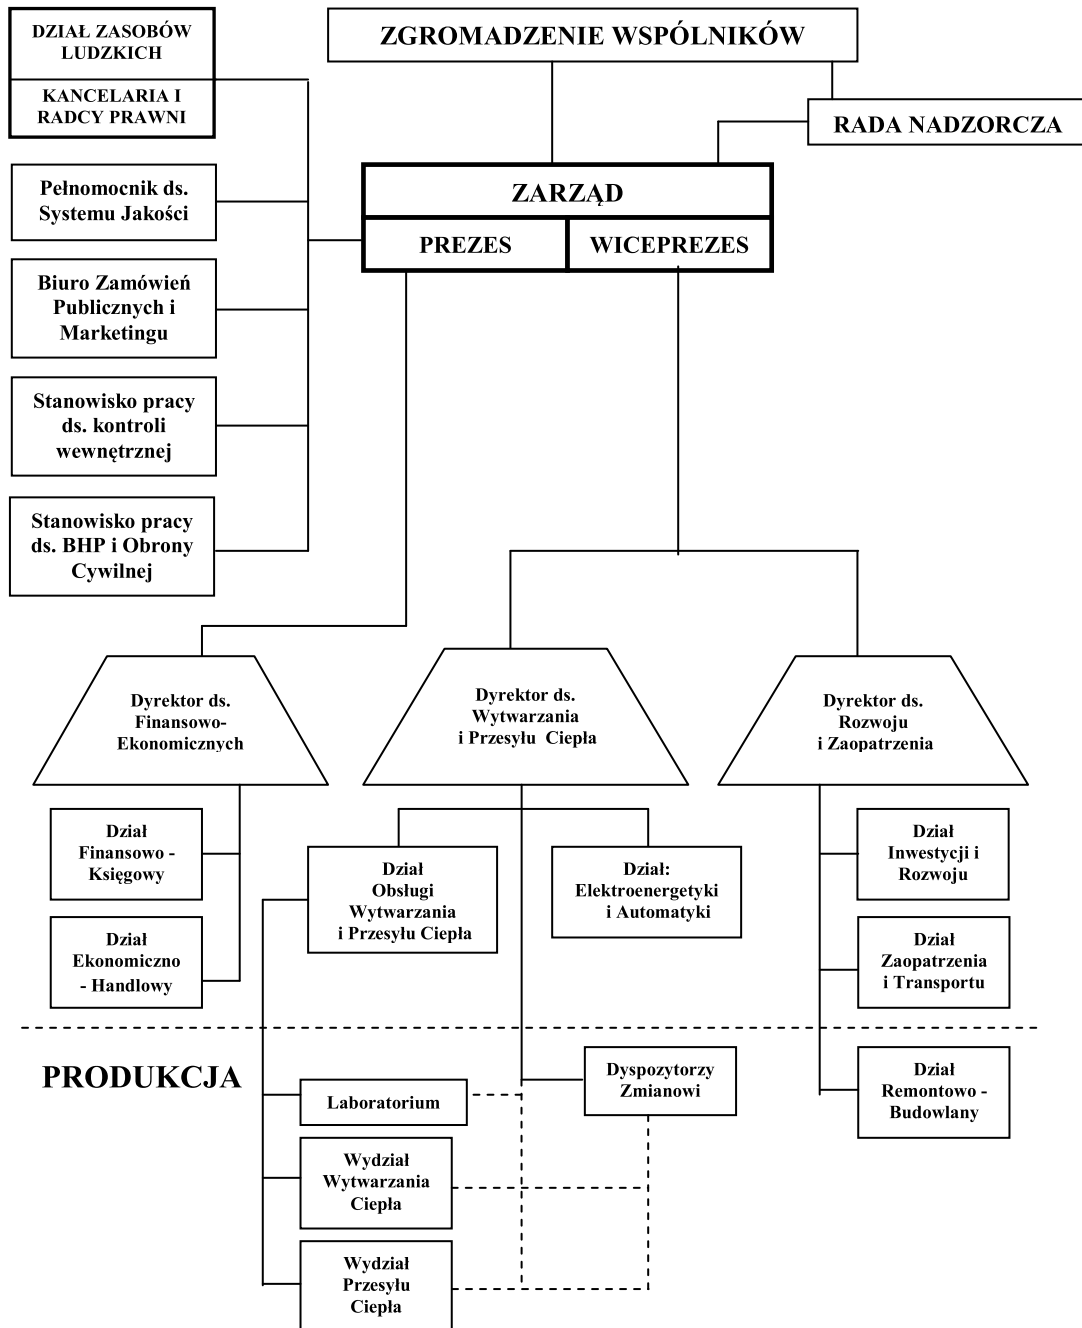 DZIAŁ ZASOBÓW
LUDZKICH
KANCELARIA I
RADCY PRAWNI
ZGROMADZENIE WSPÓLNIKÓW
RADA NADZORCZA
ZARZĄD
PREZES
WICEPREZES
Pełnomocnik ds.
Systemu Jakości
Biuro Zamówień
Publicznych i
Marketingu
Stanowisko pracy
ds. kontroli
wewnętrznej
Stanowisko pracy
ds. BHP i Obrony
Cywilnej
Dyrektor ds.
Finansowo-
Ekonomicznych
Dyrektor ds.
Wytwarzania
i Przesyłu Ciepła
Dyrektor ds.
Rozwoju
i Zaopatrzenia
Dział
Finansowo -
Księgowy
Dział
Ekonomiczno
- Handlowy
Dział
Obsługi
Wytwarzania
i Przesyłu Ciepła
Dział:
Elektroenergetyki
i Automatyki
Dział
Inwestycji i
Rozwoju
Dział
Zaopatrzenia
i Transportu
PRODUKCJA
Laboratorium
Wydział
Wytwarzania
Ciepła
Wydział
Przesyłu
Ciepła
Dyspozytorzy
Zmianowi
Dział
Remontowo -
Budowlany